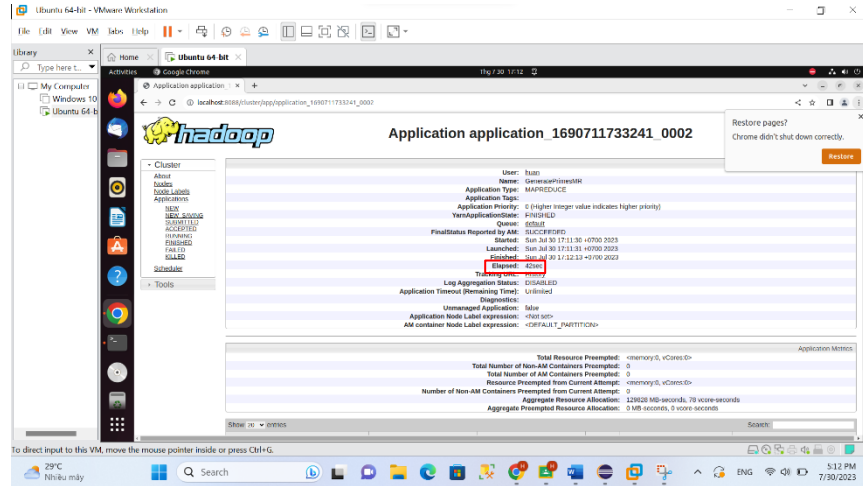 Ubuntu 64-bit - VMware Workstation
File Edit View VM Tabs Help
Library
Type here t...
My Computer
Windows 10
Ubuntu 64-b
Home
Ubuntu 64-bit
Activities Google Chrome Thg 7 30 17:12
Application application_1
localhost:8088/cluster/app/application_1690711733241_0002
hadoop
Application application_1690711733241_0002
Restore pages?
Chrome didn't shut down correctly.
Restore
Cluster
About
Nodes
Node Labels
Applications
NEW
NEW_SAVING
SUBMITTED
ACCEPTED
RUNNING
FINISHED
FAILED
KILLED
Scheduler
Tools
User: huan
Name: GeneratePrimesMR
Application Type: MAPREDUCE
Application Tags:
Application Priority: 0 (Higher Integer value indicates higher priority)
YarnApplicationState: FINISHED
Queue: default
FinalStatus Reported by AM: SUCCEEDED
Started: Sun Jul 30 17:11:30 +0700 2023
Launched: Sun Jul 30 17:11:31 +0700 2023
Finished: Sun Jul 30 17:12:13 +0700 2023
Elapsed: 42sec
Tracking URL: History
Log Aggregation Status: DISABLED
Application Timeout (Remaining Time): Unlimited
Diagnostics:
Unmanaged Application: false
Application Node Label expression: <Not set>
AM container Node Label expression: <DEFAULT_PARTITION>
Application Metrics
Total Resource Preempted: <memory:0, vCores:0>
Total Number of Non-AM Containers Preempted: 0
Total Number of AM Containers Preempted: 0
Resource Preempted from Current Attempt: <memory:0, vCores:0>
Number of Non-AM Containers Preempted from Current Attempt: 0
Aggregate Resource Allocation: 129828 MB-seconds, 78 vcore-seconds
Aggregate Preempted Resource Allocation: 0 MB-seconds, 0 vcore-seconds
Show 20 entries
Search:
To direct input to this VM, move the mouse pointer inside or press Ctrl+G.
29°C
Nhiều mây
Search
ENG
5:12 PM
7/30/2023